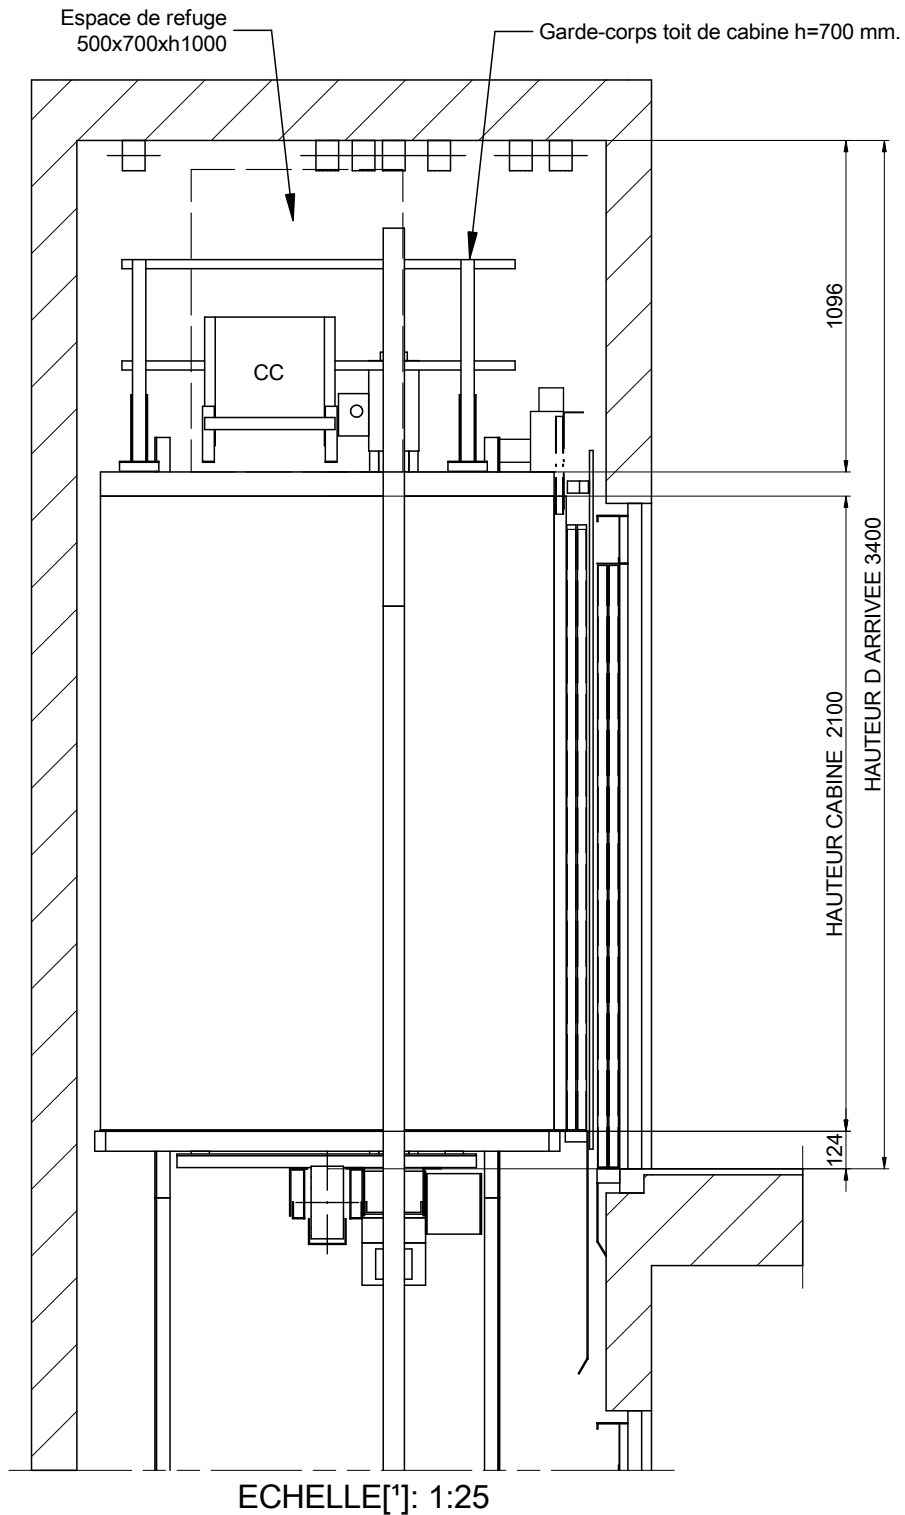 Espace de refuge
500x700xh1000
Garde-corps toit de cabine h=700 mm.
CC
1096
HAUTEUR CABINE 2100
HAUTEUR D ARRIVEE 3400
124
ECHELLE[¹]: 1:25